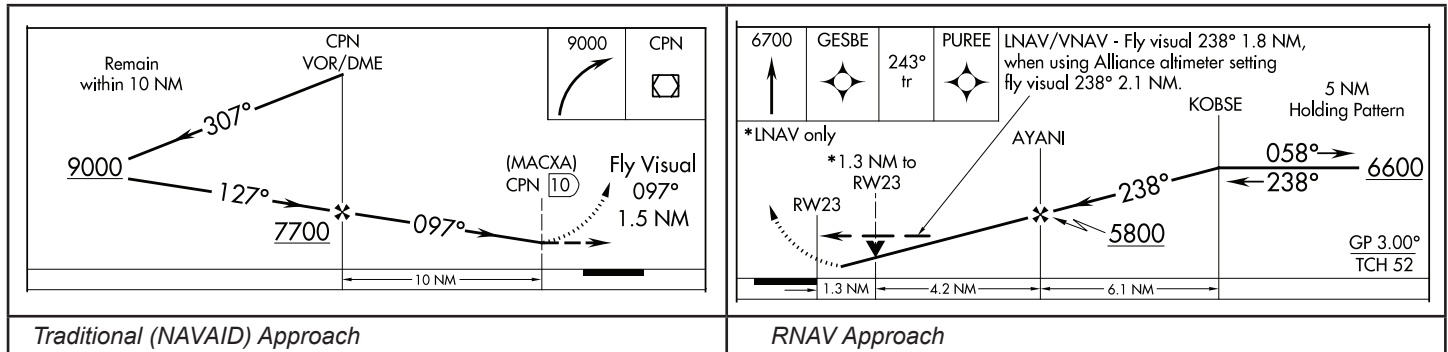 CPN
VOR/DME
Remain
within 10 NM
9000
CPN
307°
9000
127°
7700
097°
(MACXA)
CPN 10
Fly Visual
097°
1.5 NM
10 NM
Traditional (NAVAID) Approach
6700
GESBE
243°
tr
PUREE
LNAV/VNAV - Fly visual 238° 1.8 NM,
when using Alliance altimeter setting
fly visual 238° 2.1 NM.
*LNAV only
*1.3 NM to
RW23
RW23
AYANI
KOBSE
5 NM
Holding Pattern
058°
238°
6600
238°
5800
GP 3.00°
TCH 52
1.3 NM
4.2 NM
6.1 NM
RNAV Approach